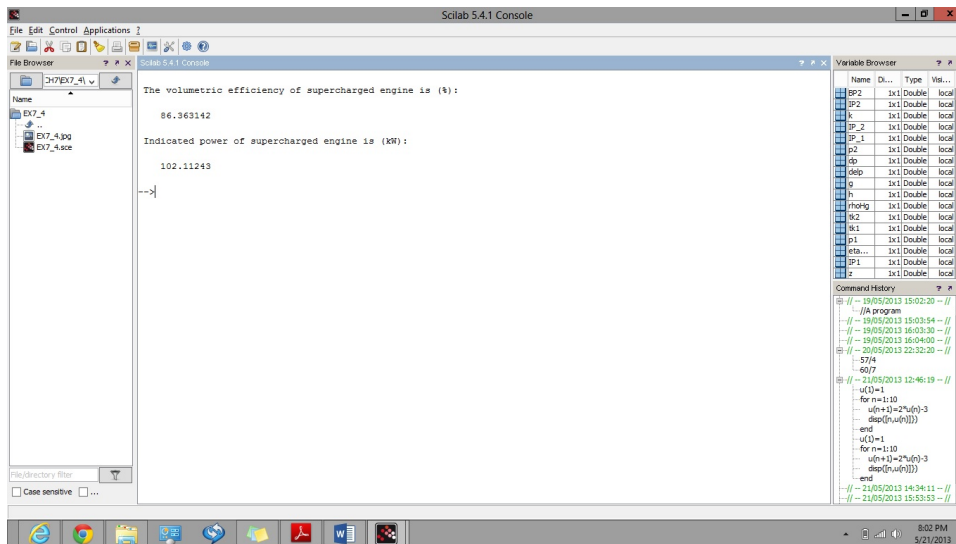 Scilab 5.4.1 Console
File Edit Control Applications ?
File Browser
CH7\EX7_4\
Name
EX7_4
..
EX7_4.jpg
EX7_4.sce
File/directory filter
Case sensitive ...
Scilab 5.4.1 Console
The volumetric efficiency of supercharged engine is (%):
86.363142
Indicated power of supercharged engine is (kW):
102.11243
-->
Variable Browser
Name Di... Type Visi...
BP2 1x1 Double local
IP2 1x1 Double local
k 1x1 Double local
IP_2 1x1 Double local
IP_1 1x1 Double local
p2 1x1 Double local
dp 1x1 Double local
delp 1x1 Double local
g 1x1 Double local
h 1x1 Double local
rhoHg 1x1 Double local
tk2 1x1 Double local
tk1 1x1 Double local
p1 1x1 Double local
eta... 1x1 Double local
IP1 1x1 Double local
z 1x1 Double local
Command History
// -- 19/05/2013 15:02:20 -- //
//A program
// -- 19/05/2013 15:03:54 -- //
// -- 19/05/2013 16:03:30 -- //
// -- 19/05/2013 16:04:00 -- //
// -- 20/05/2013 22:32:20 -- //
57/4
60/7
// -- 21/05/2013 12:46:19 -- //
u(1)=1
for n=1:10
u(n+1)=2*u(n)-3
disp([n,u(n)])
end
u(1)=1
for n=1:10
u(n+1)=2*u(n)-3
disp([n,u(n)])
end
// -- 21/05/2013 14:34:11 -- //
// -- 21/05/2013 15:53:53 -- //
8:02 PM
5/21/2013